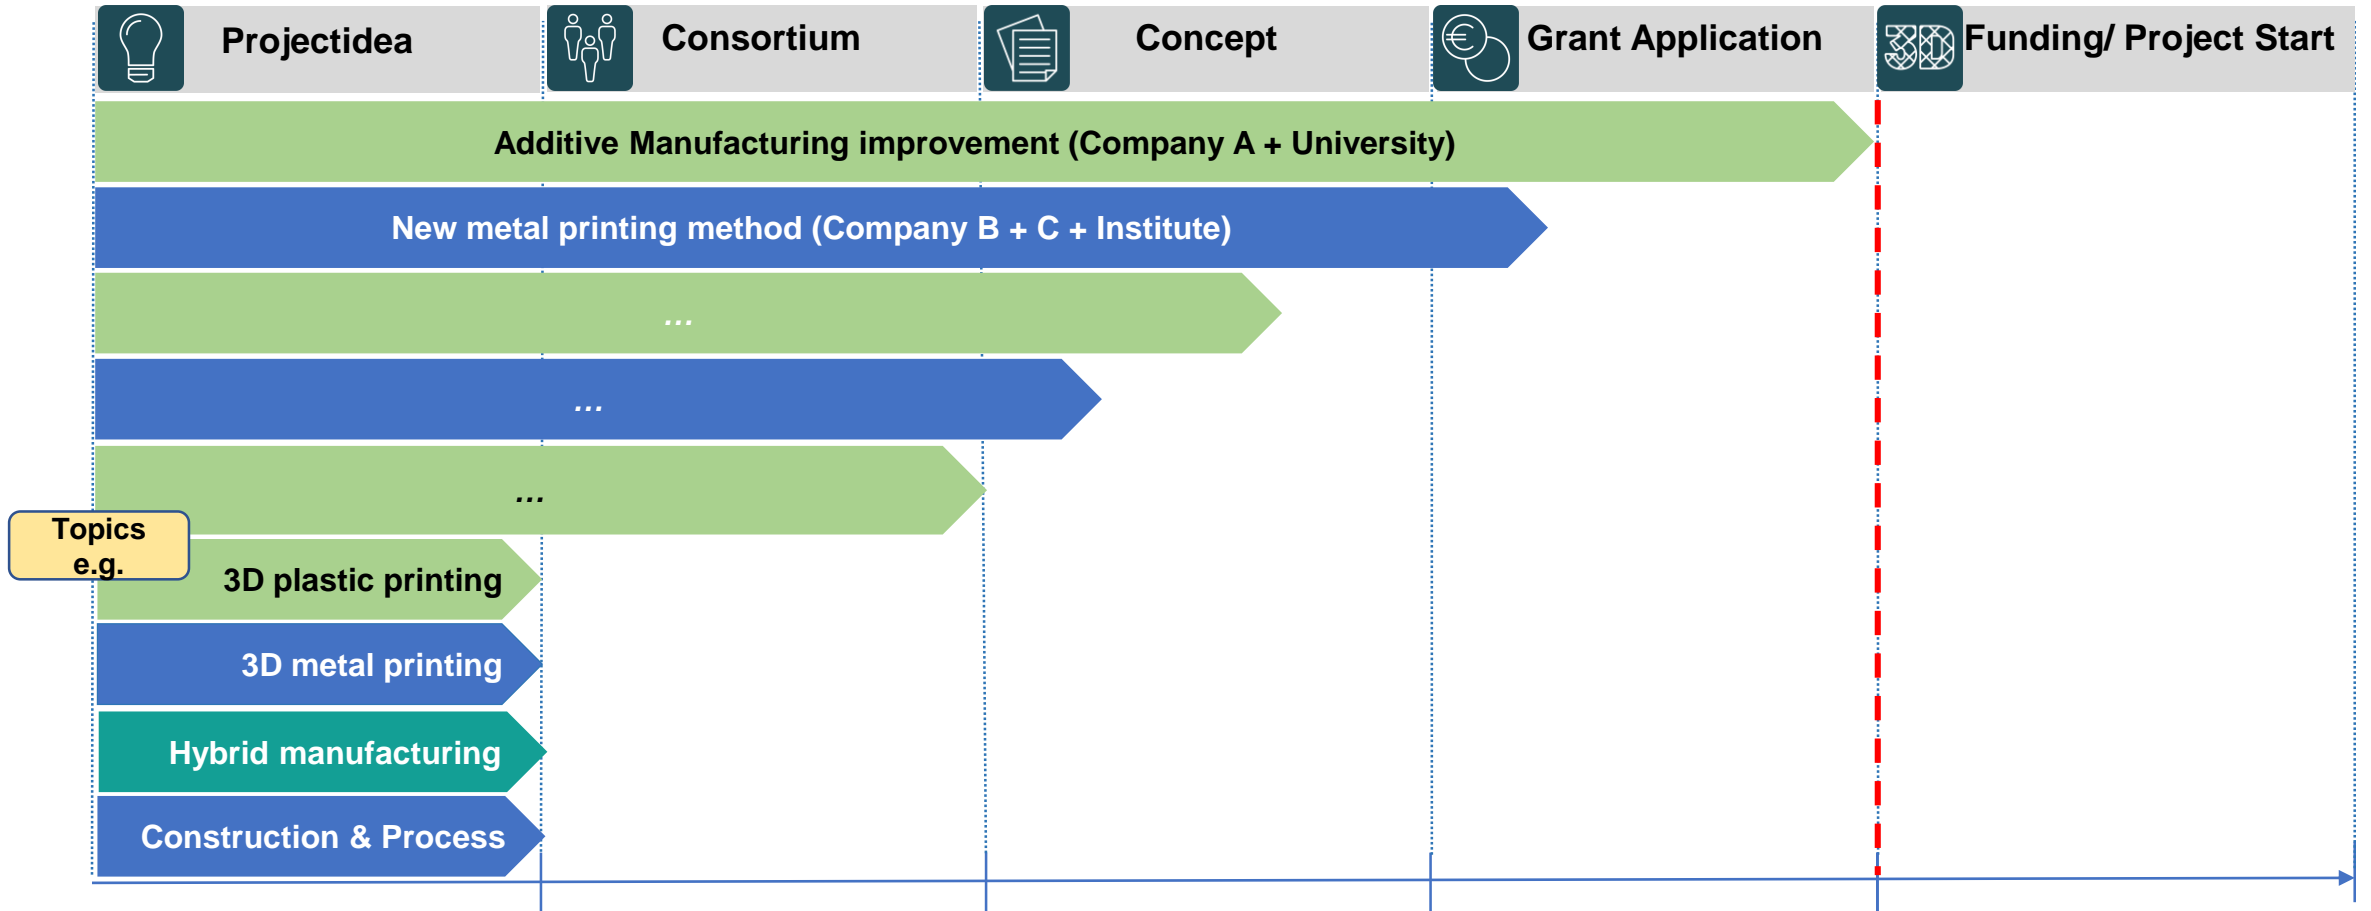 Projectidea
Consortium
Concept
€
Grant Application
3D
Funding/ Project Start
Additive Manufacturing improvement (Company A + University)
New metal printing method (Company B + C + Institute)
...
...
...
Topics
e.g.
3D plastic printing
3D metal printing
Hybrid manufacturing
Construction & Process